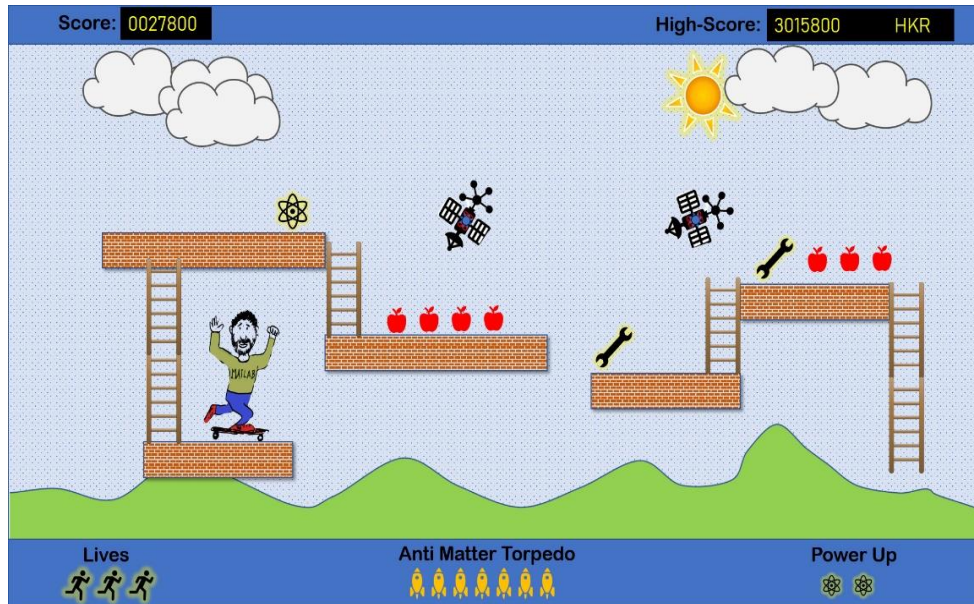 Score: 0027800
High-Score: 3015800 HKR
MATLAB
Lives
Anti Matter Torpedo
Power Up